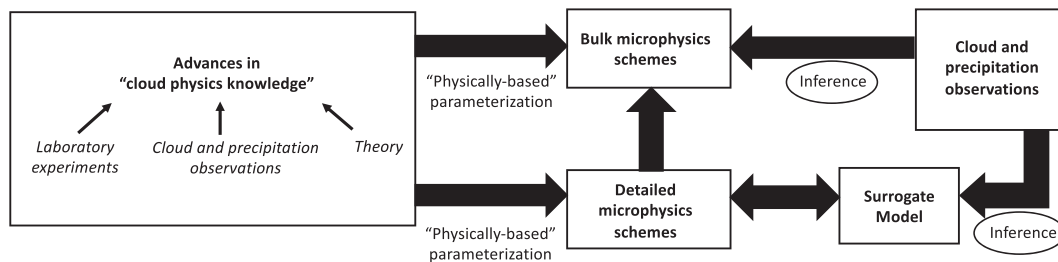 Advances in
“cloud physics knowledge”
Laboratory
experiments
Cloud and precipitation
observations
Theory
“Physically-based”
parameterization
“Physically-based”
parameterization
Bulk microphysics
schemes
Detailed
microphysics
schemes
Inference
Cloud and
precipitation
observations
Surrogate
Model
Inference